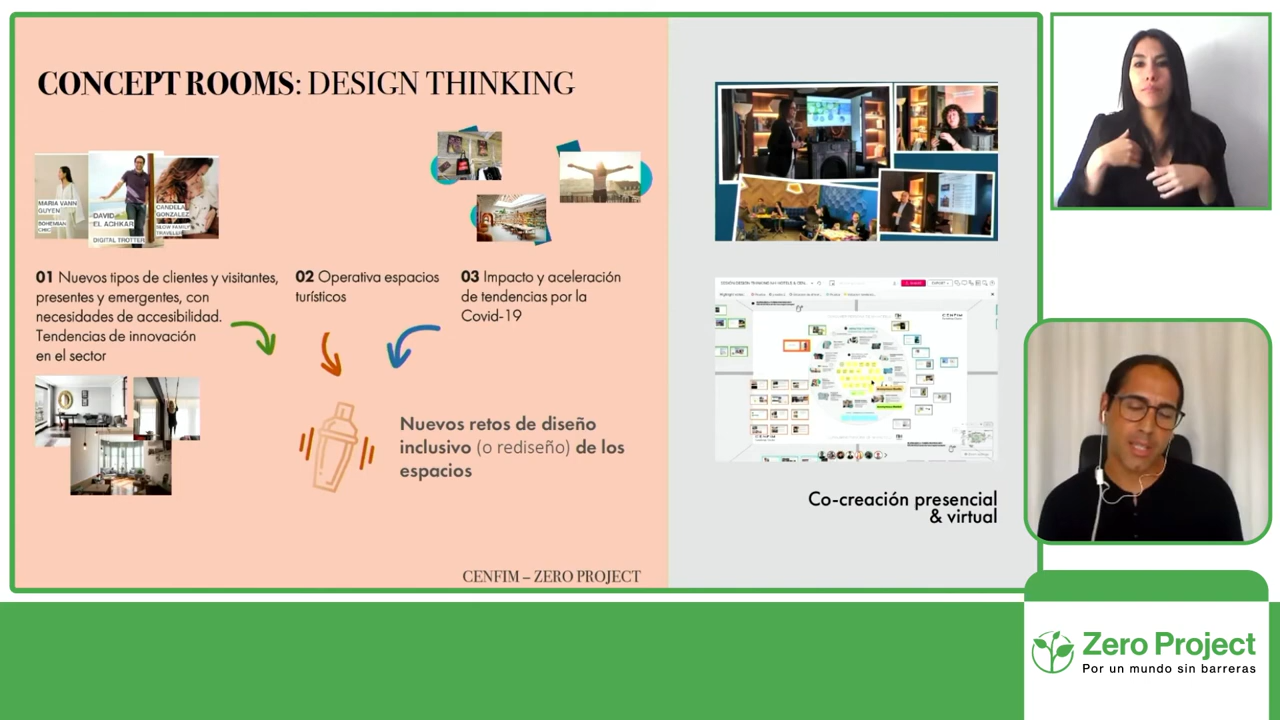 CONCEPT ROOMS: DESIGN THINKING
MARIA VANN
GUYEN
BOHEMIAN
CHIC
DAVID
EL ACHKAR
DIGITAL TROTTER
CANDELA
GONZALEZ
SLOW FAMILY
TRAVELER
01 Nuevos tipos de clientes y visitantes,
presentes y emergentes, con
necesidades de accesibilidad.
Tendencias de innovación
en el sector
02 Operativa espacios
turísticos
03 Impacto y aceleración
de tendencias por la
Covid-19
Nuevos retos de diseño
inclusivo (o rediseño) de los
espacios
CENFIM – ZERO PROJECT
CENFIM
Co-creación presencial
& virtual
Zero Project
Por un mundo sin barreras